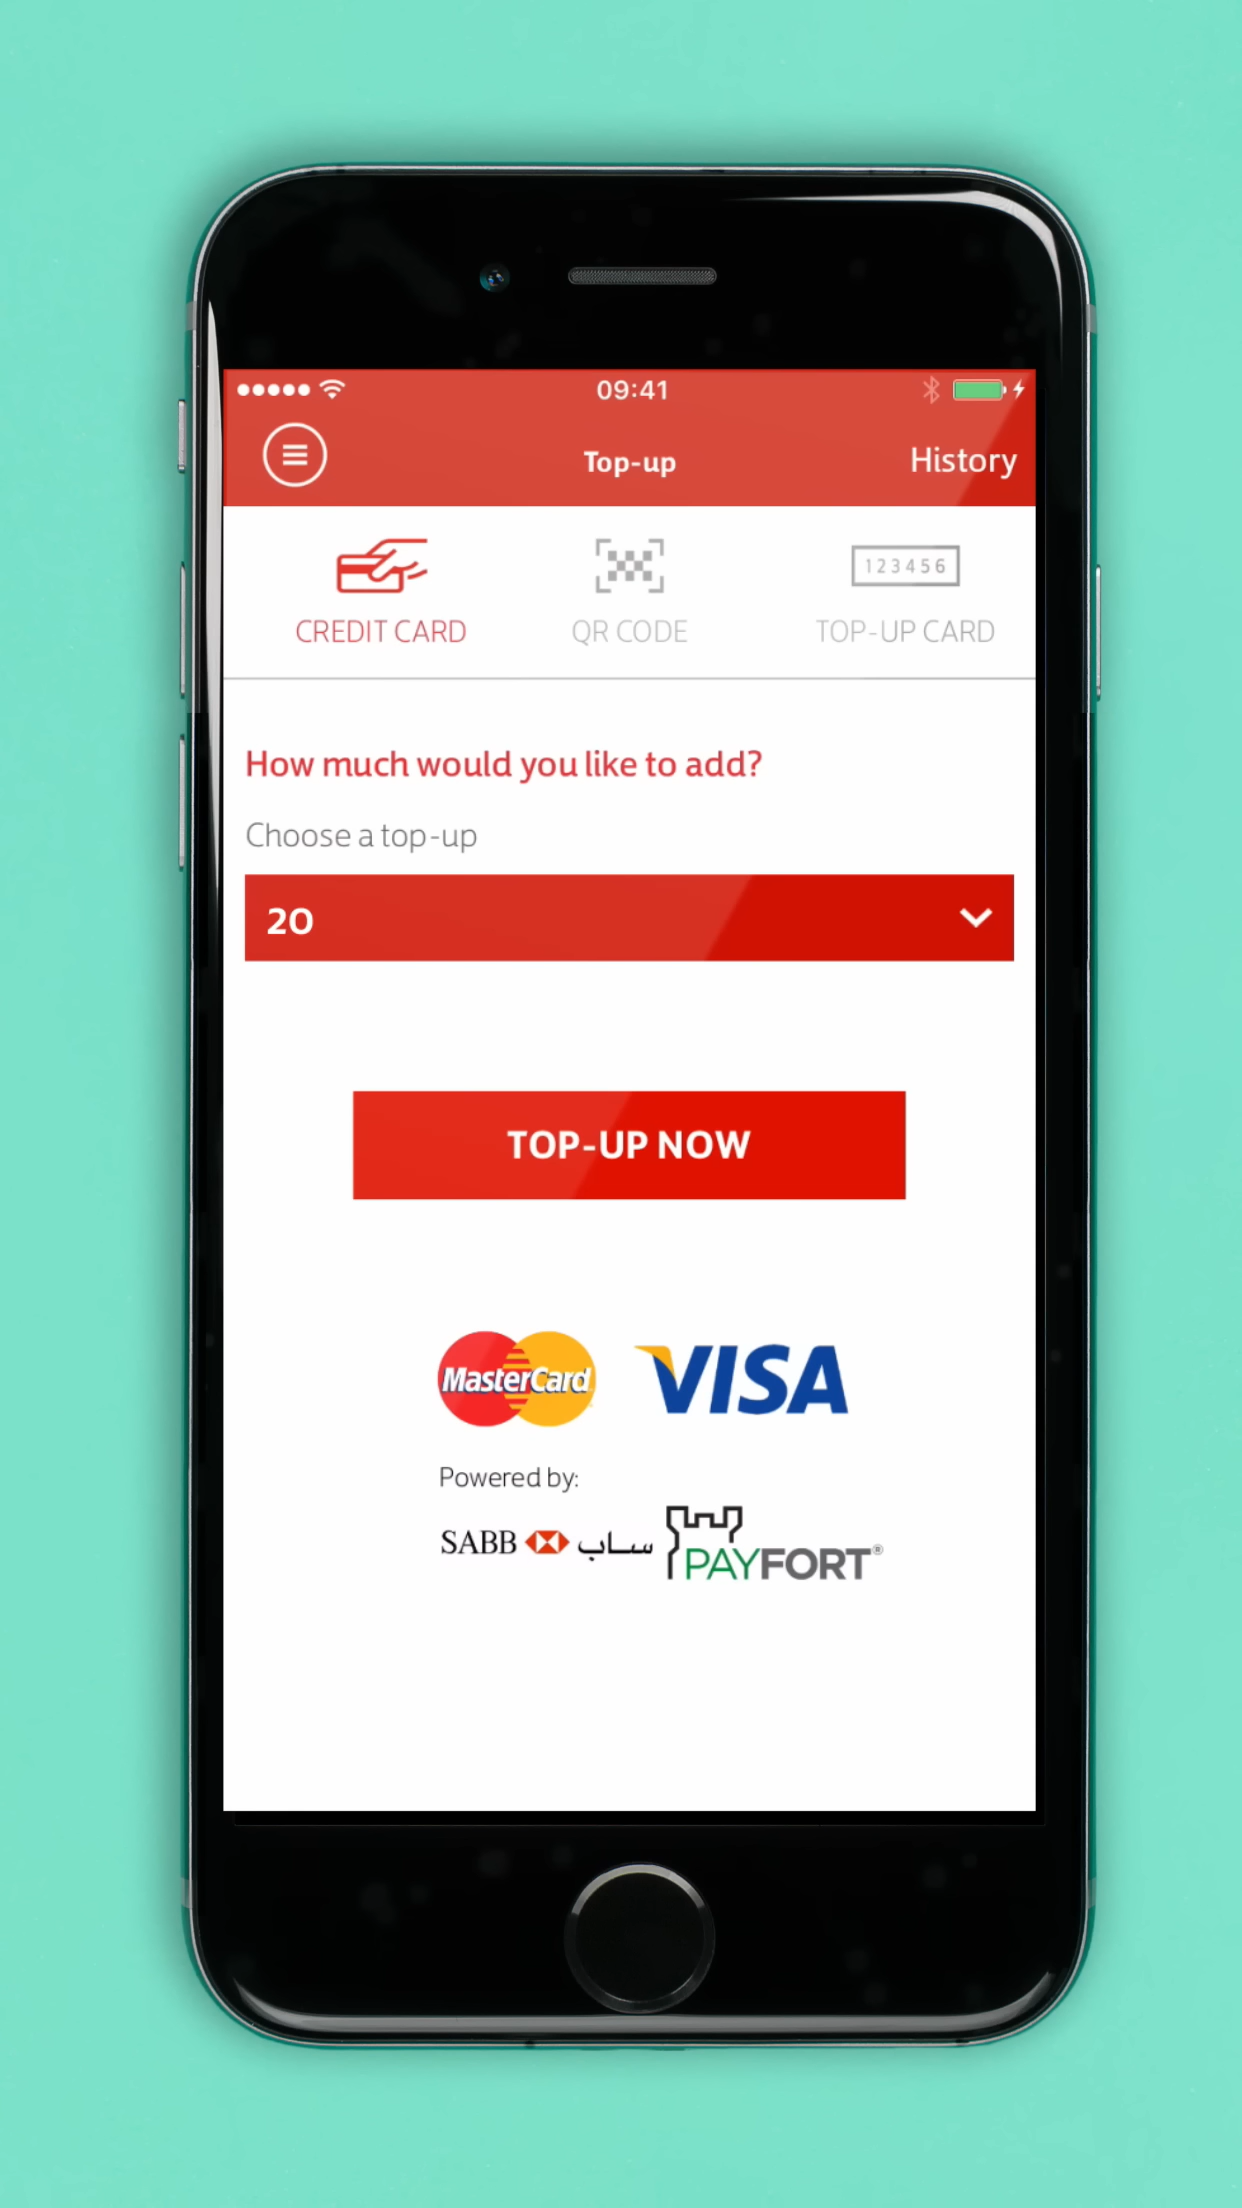 09:41
Top-up
History
123456
CREDIT CARD
QR CODE
TOP-UP CARD
How much would you like to add?
Choose a top-up
20
TOP-UP NOW
MasterCard
VISA
Powered by:
SABB ساب
PAYFORT®